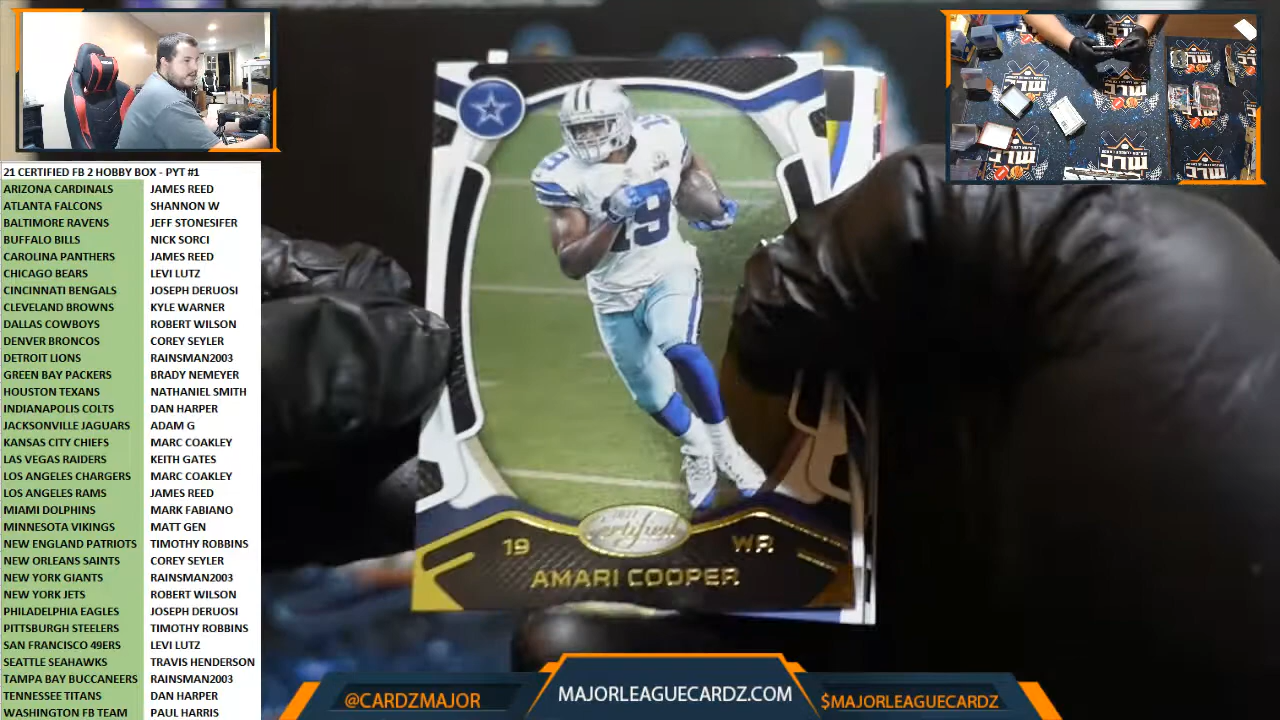 21 CERTIFIED FB 2 HOBBY BOX - PYT #1
ARIZONA CARDINALS JAMES REED
ATLANTA FALCONS SHANNON W
BALTIMORE RAVENS JEFF STONESIFER
BUFFALO BILLS NICK SORCI
CAROLINA PANTHERS JAMES REED
CHICAGO BEARS LEVI LUTZ
CINCINNATI BENGALS JOSEPH DERUOSI
CLEVELAND BROWNS KYLE WARNER
DALLAS COWBOYS ROBERT WILSON
DENVER BRONCOS COREY SEYLER
DETROIT LIONS RAINSMAN2003
GREEN BAY PACKERS BRADY NEMEYER
HOUSTON TEXANS NATHANIEL SMITH
INDIANAPOLIS COLTS DAN HARPER
JACKSONVILLE JAGUARS ADAM G
KANSAS CITY CHIEFS MARC COAKLEY
LAS VEGAS RAIDERS KEITH GATES
LOS ANGELES CHARGERS MARC COAKLEY
LOS ANGELES RAMS JAMES REED
MIAMI DOLPHINS MARK FABIANO
MINNESOTA VIKINGS MATT GEN
NEW ENGLAND PATRIOTS TIMOTHY ROBBINS
NEW ORLEANS SAINTS COREY SEYLER
NEW YORK GIANTS RAINSMAN2003
NEW YORK JETS ROBERT WILSON
PHILADELPHIA EAGLES JOSEPH DERUOSI
PITTSBURGH STEELERS TIMOTHY ROBBINS
SAN FRANCISCO 49ERS LEVI LUTZ
SEATTLE SEAHAWKS TRAVIS HENDERSON
TAMPA BAY BUCCANEERS RAINSMAN2003
TENNESSEE TITANS DAN HARPER
WASHINGTON FB TEAM PAUL HARRIS
19
19
Certified
19 WR
AMARI COOPER
@CARDZMAJOR
MAJORLEAGUECARDZ.COM
$MAJORLEAGUECARDZ